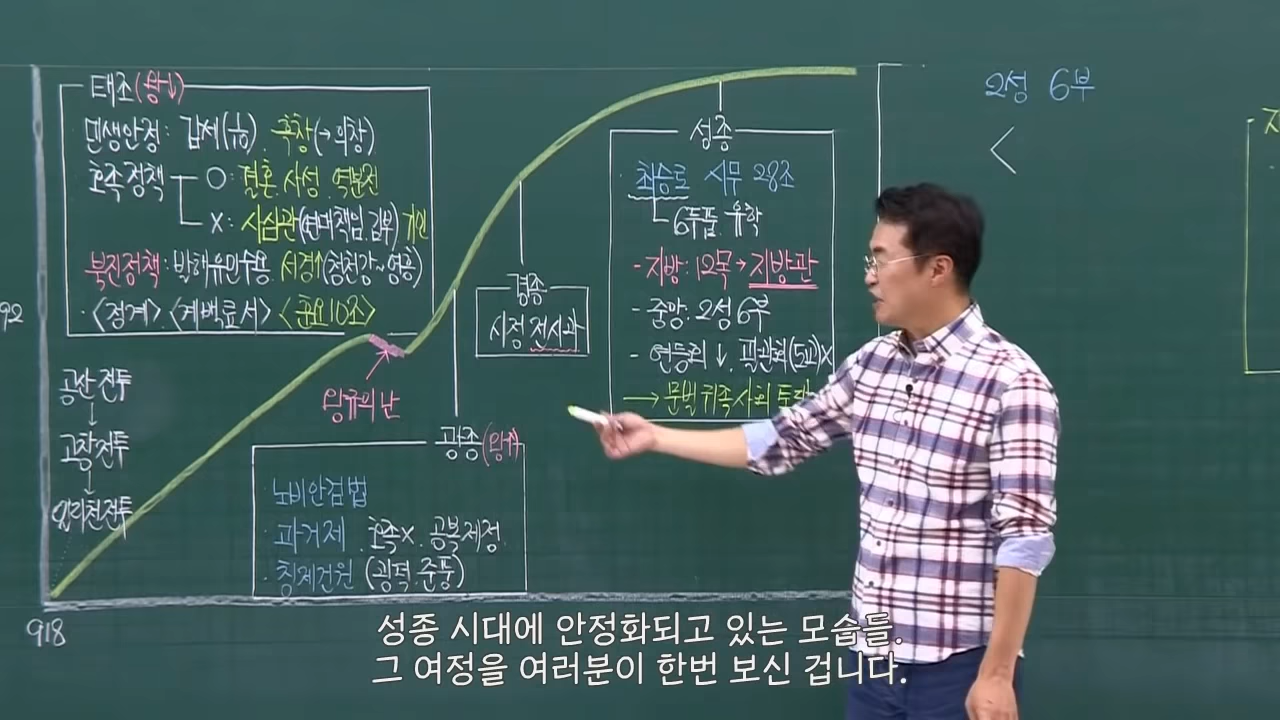 태조(왕↓)
민생안정: 감세(1/10). 흑창(→의창)
호족정책 O: 결혼. 사성. 역분전
X: 사심관(연대책임. 김부) 기인
북진정책: 발해유민수용. 서경↑(청천강~영흥)
<정계>. <계백료서> <훈요10조>
92
공산전투
↓
고창전투
↓
일리천전투
918
왕규의 난
광종(왕↑)
· 노비안검법
· 과거제. 호족X. 공복제정.
· 칭제건원 (광덕. 준풍)
경종
시정 전시과
성종
· 최승로 시무 28조
6두품. 유학
- 지방: 12목→지방관
- 중앙: 2성 6부
- 연등회↓. 팔관회(도교)X
→ 문벌귀족사회
2성 6부
<
성종 시대에 안정화되고 있는 모습들.
그 여정을 여러분이 한번 보신 겁니다.